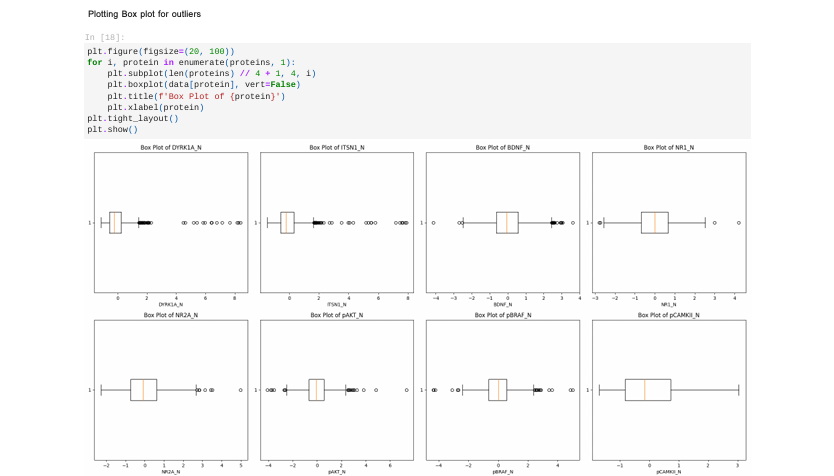 Plotting Box plot for outliers
In [18]:
plt.figure(figsize=(20, 100))
for i, protein in enumerate(proteins, 1):
    plt.subplot(len(proteins) // 4 + 1, 4, i)
    plt.boxplot(data[protein], vert=False)
    plt.title(f'Box Plot of {protein}')
    plt.xlabel(protein)
plt.tight_layout()
plt.show()
Box Plot of DYRK1A_N
1
0 2 4 6 8
DYRK1A_N
Box Plot of ITSN1_N
1
0 2 4 6 8
ITSN1_N
Box Plot of BDNF_N
1
−4 −3 −2 −1 0 1 2 3 4
BDNF_N
Box Plot of NR1_N
1
−3 −2 −1 0 1 2 3 4
NR1_N
Box Plot of NR2A_N
1
−2 −1 0 1 2 3 4 5
NR2A_N
Box Plot of pAKT_N
1
−4 −2 0 2 4 6
pAKT_N
Box Plot of pBRAF_N
1
−4 −2 0 2 4
pBRAF_N
Box Plot of pCAMKII_N
1
−1 0 1 2 3
pCAMKII_N